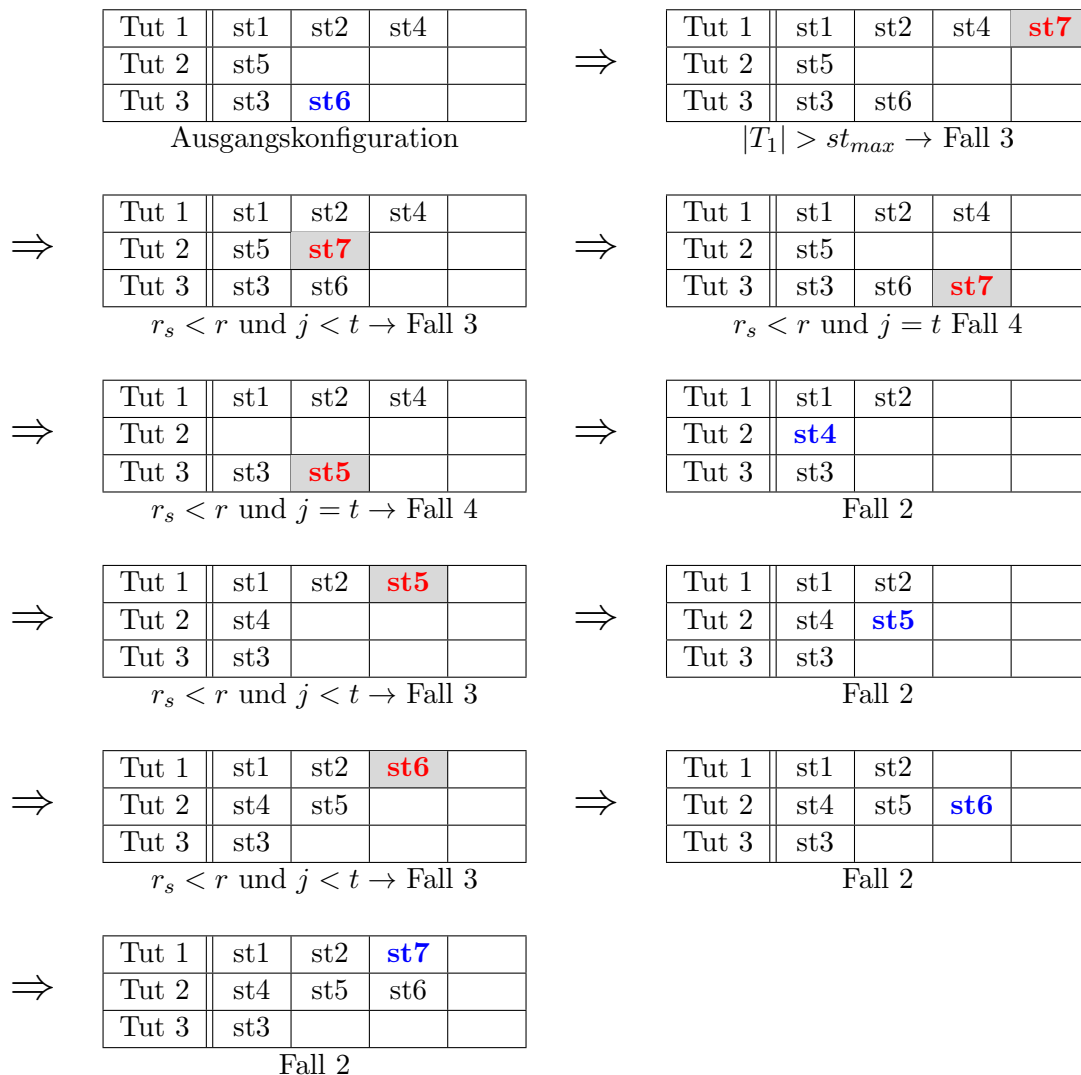 Tut 1 st1 st2 st4
Tut 2 st5
Tut 3 st3 st6
Ausgangskonfiguration
⇒
Tut 1 st1 st2 st4 st7
Tut 2 st5
Tut 3 st3 st6
|T_1| > st_{max} → Fall 3
⇒
Tut 1 st1 st2 st4
Tut 2 st5 st7
Tut 3 st3 st6
r_s < r und j < t → Fall 3
⇒
Tut 1 st1 st2 st4
Tut 2 st5
Tut 3 st3 st6 st7
r_s < r und j = t Fall 4
⇒
Tut 1 st1 st2 st4
Tut 2
Tut 3 st3 st5
r_s < r und j = t → Fall 4
⇒
Tut 1 st1 st2
Tut 2 st4
Tut 3 st3
Fall 2
⇒
Tut 1 st1 st2 st5
Tut 2 st4
Tut 3 st3
r_s < r und j < t → Fall 3
⇒
Tut 1 st1 st2
Tut 2 st4 st5
Tut 3 st3
Fall 2
⇒
Tut 1 st1 st2 st6
Tut 2 st4 st5
Tut 3 st3
r_s < r und j < t → Fall 3
⇒
Tut 1 st1 st2
Tut 2 st4 st5 st6
Tut 3 st3
Fall 2
⇒
Tut 1 st1 st2 st7
Tut 2 st4 st5 st6
Tut 3 st3
Fall 2